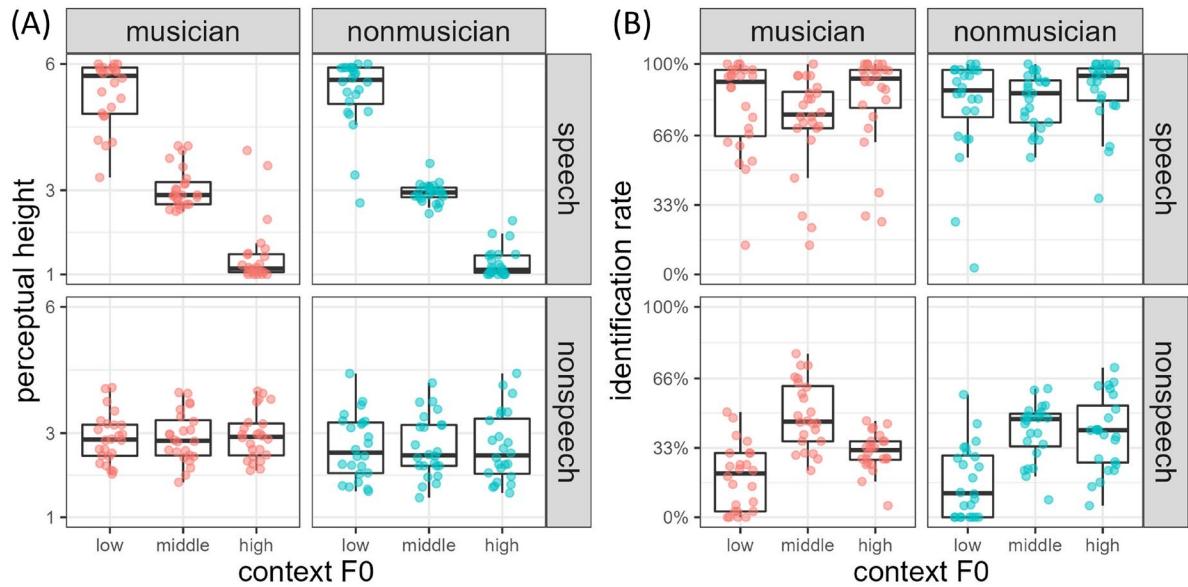 (A)
musician
nonmusician
perceptual height
6
3
1
speech
6
3
1
nonspeech
low
middle
high
low
middle
high
context F0
(B)
musician
nonmusician
identification rate
100%
66%
33%
0%
speech
100%
66%
33%
0%
nonspeech
low
middle
high
low
middle
high
context F0